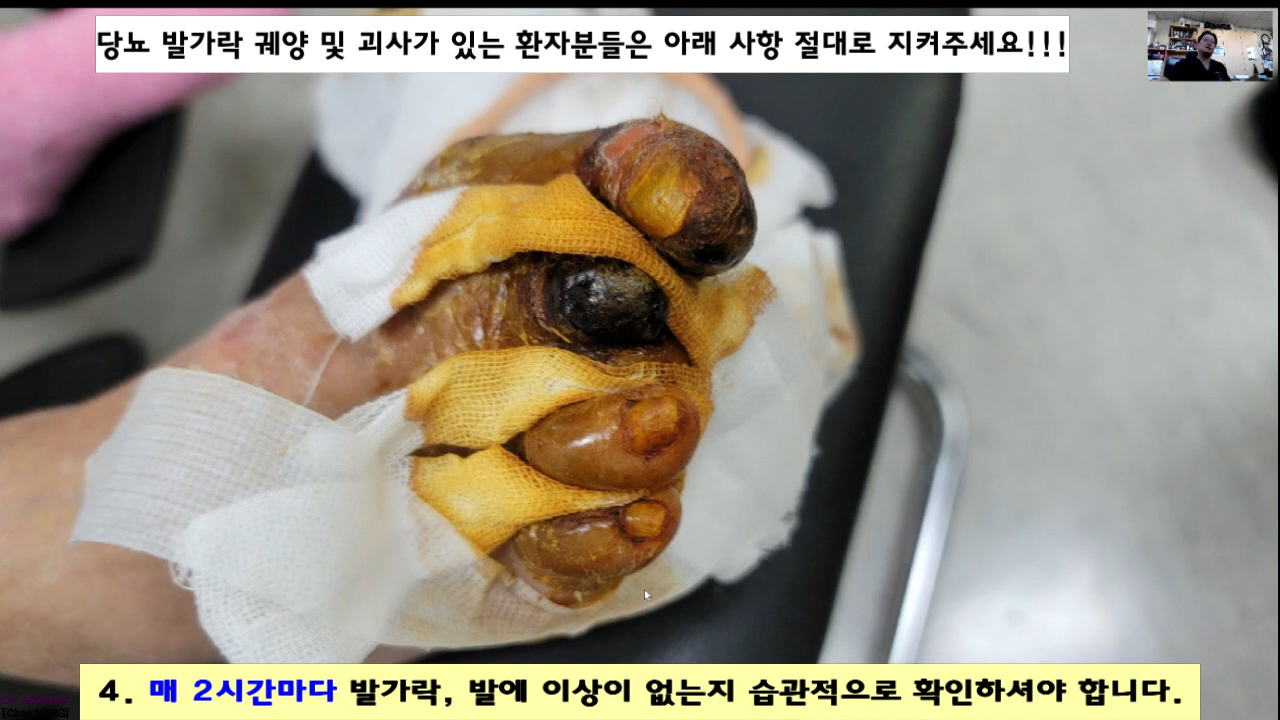 당뇨 발가락 궤양 및 괴사가 있는 환자분들은 아래 사항 절대로 지켜주세요!!!
4. 매 2시간마다 발가락, 발에 이상이 없는지 습관적으로 확인하셔야 합니다.